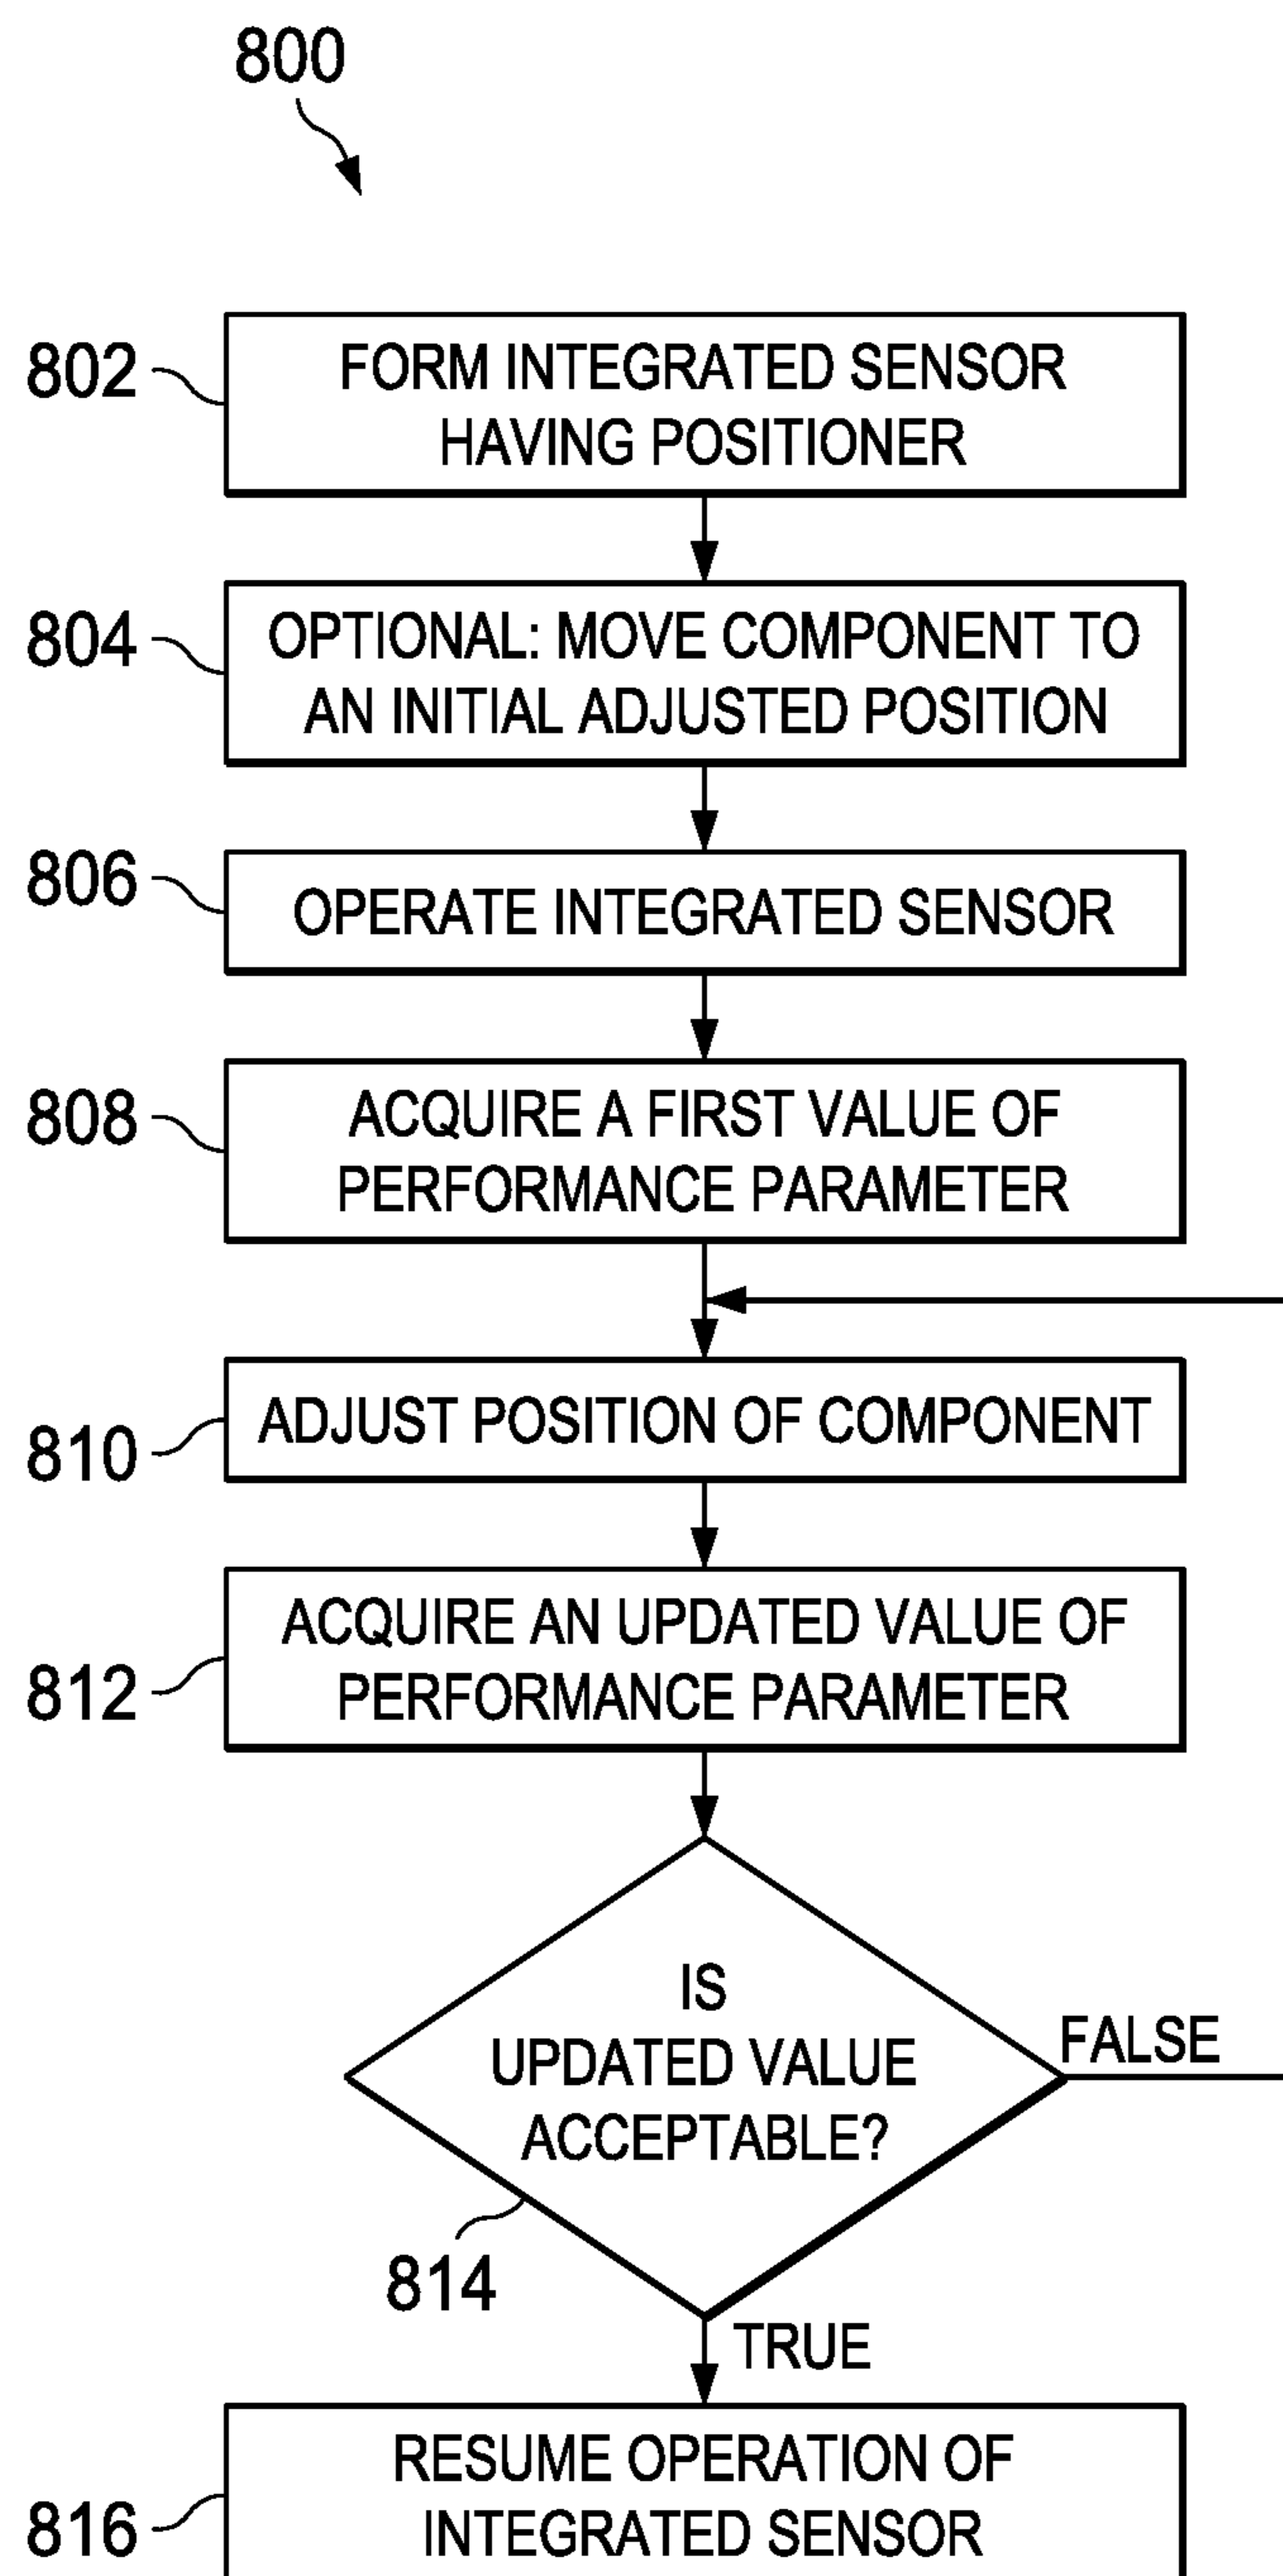 800
802
FORM INTEGRATED SENSOR
HAVING POSITIONER
804
OPTIONAL: MOVE COMPONENT TO
AN INITIAL ADJUSTED POSITION
806
OPERATE INTEGRATED SENSOR
808
ACQUIRE A FIRST VALUE OF
PERFORMANCE PARAMETER
810
ADJUST POSITION OF COMPONENT
812
ACQUIRE AN UPDATED VALUE OF
PERFORMANCE PARAMETER
IS
UPDATED VALUE
ACCEPTABLE?
FALSE
814
TRUE
816
RESUME OPERATION OF
INTEGRATED SENSOR